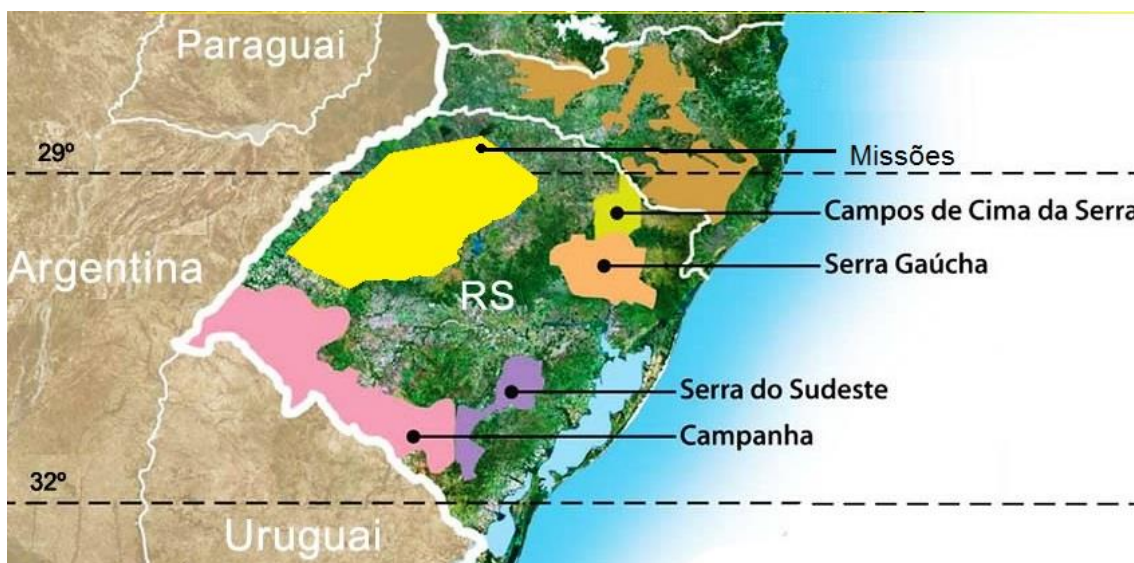 Paraguai
29º
Missões
Campos de Cima da Serra
Argentina
Serra Gaúcha
RS
Serra do Sudeste
Campanha
32º
Uruguai